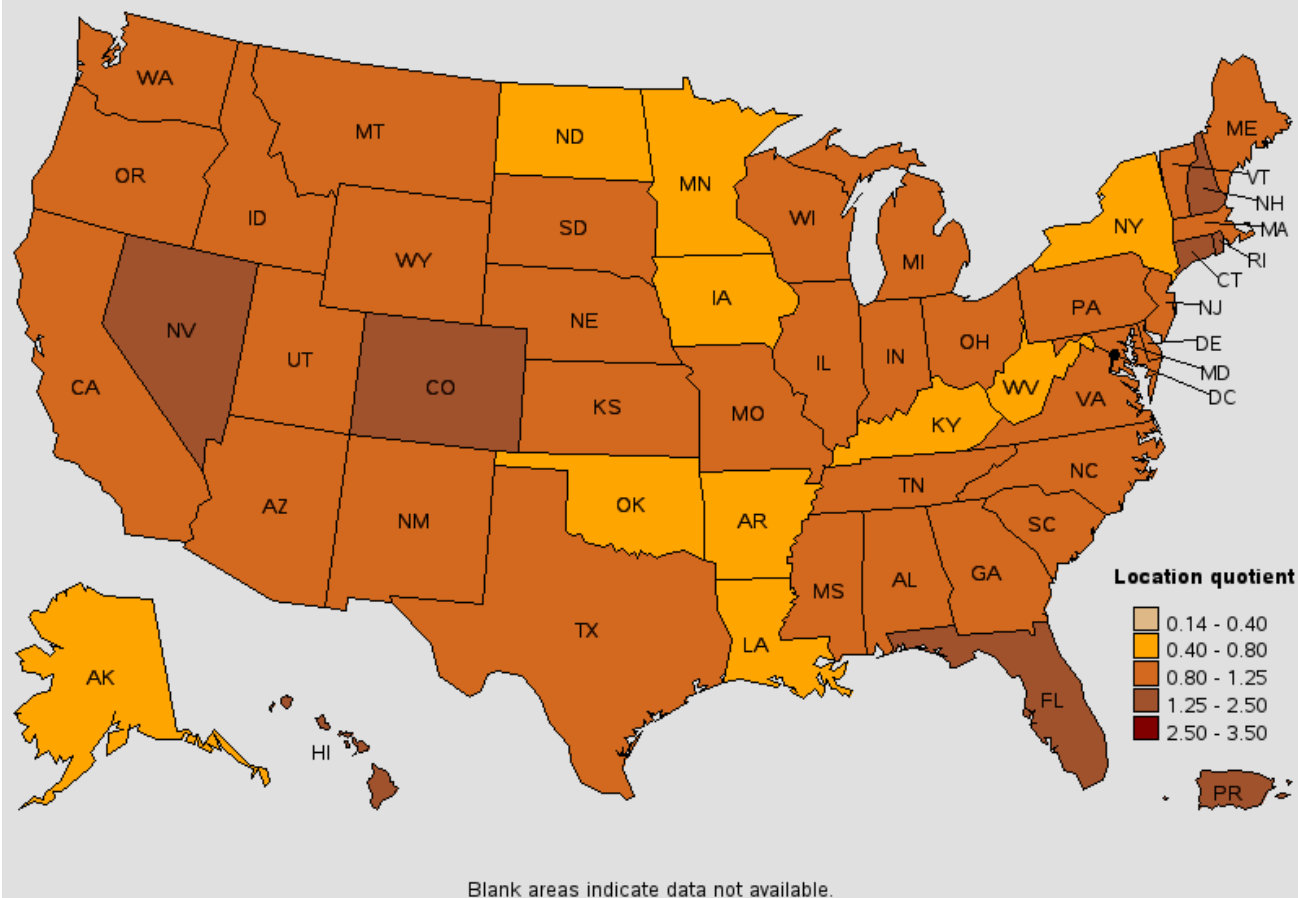 WA
MT
ND
MN
ME
OR
ID
SD
WI
VT
NH
NY
MA
WY
MI
RI
CT
IA
PA
NJ
NV
NE
UT
CO
IL
IN
OH
DE
MD
DC
CA
KS
MO
WV
VA
KY
NC
TN
AZ
NM
OK
AR
SC
MS
AL
GA
TX
LA
AK
HI
FL
PR
Location quotient
0.14 - 0.40
0.40 - 0.80
0.80 - 1.25
1.25 - 2.50
2.50 - 3.50
Blank areas indicate data not available.